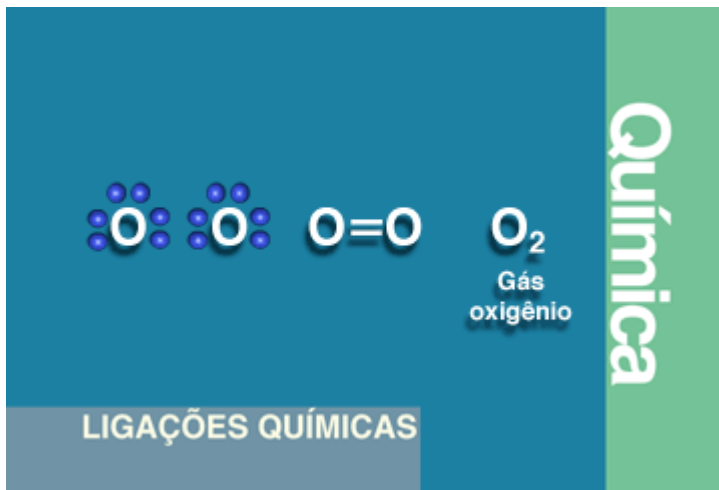 O O O=O O₂
Gás
oxigênio
LIGAÇÕES QUÍMICAS
Química